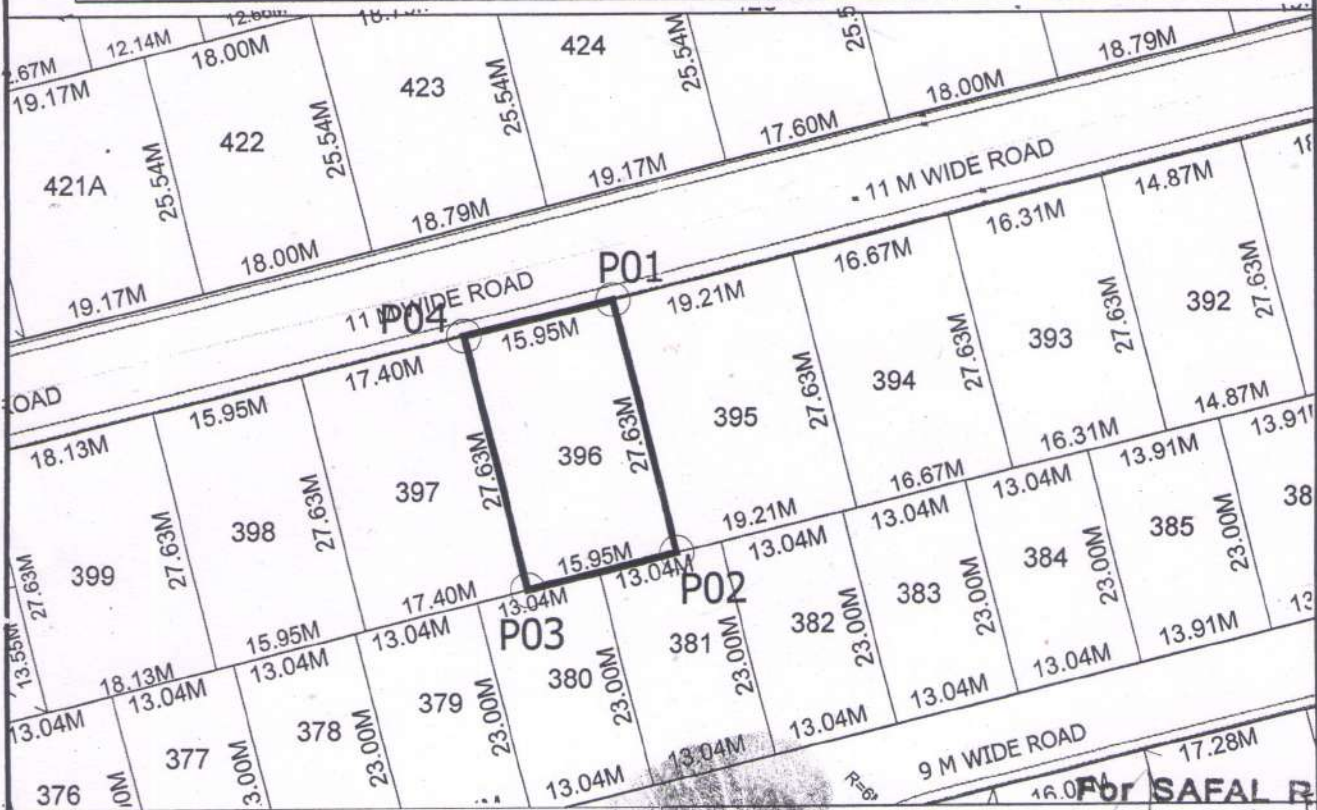 12.14M
18.00M
19.17M
421A
25.54M
422
25.54M
423
25.54M
424
25.54M
18.79M
18.00M
17.60M
19.17M
18.79M
18.00M
19.17M
11 M WIDE ROAD
P01
P04
WIDE ROAD
15.95M
19.21M
16.67M
16.31M
14.87M
17.40M
15.95M
18.13M
399
27.63M
398
27.63M
397
27.63M
396
27.63M
395
27.63M
394
27.63M
393
27.63M
392
27.63M
14.87M
16.31M
16.67M
19.21M
15.95M
17.40M
15.95M
18.13M
27.63M
13.55M
P02
P03
13.04M
13.04M
13.04M
13.04M
13.04M
13.04M
13.04M
13.04M
13.04M
13.91M
376
377
378
23.00M
379
23.00M
380
23.00M
381
23.00M
382
23.00M
383
23.00M
384
23.00M
385
23.00M
13.04M
13.04M
13.04M
13.04M
13.04M
13.91M
9 M WIDE ROAD
17.28M
For SAFAL